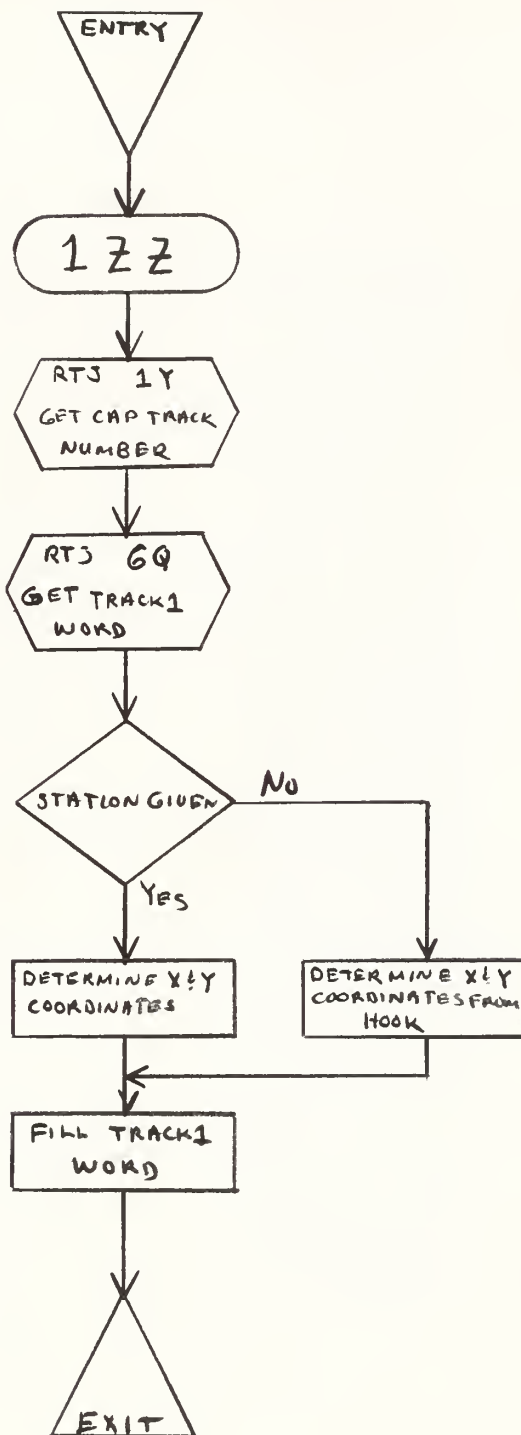 ENTRY
1ZZ
RTJ 1Y
GET CAP TRACK
NUMBER
RTJ 6Q
GET TRACK1
WORD
STATION GIVEN
NO
YES
DETERMINE X & Y
COORDINATES
DETERMINE X & Y
COORDINATES FROM
HOOK
FILL TRACK1
WORD
EXIT